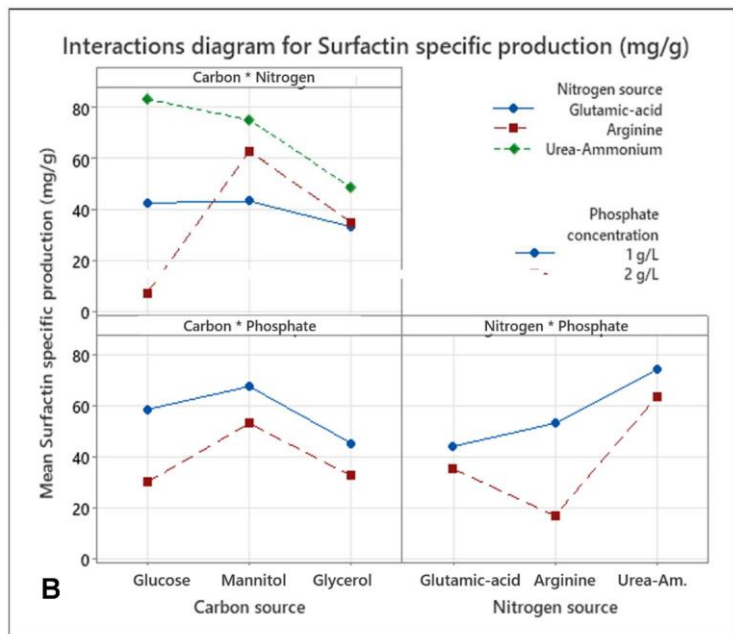 Interactions diagram for Surfactin specific production (mg/g)
Carbon * Nitrogen
Nitrogen source
Glutamic-acid
Arginine
Urea-Ammonium
Phosphate
concentration
1 g/L
2 g/L
Mean Surfactin specific production (mg/g)
80
60
40
20
0
Carbon * Phosphate
Nitrogen * Phosphate
80
60
40
20
0
Glucose
Mannitol
Glycerol
Glutamic-acid
Arginine
Urea-Am.
Carbon source
Nitrogen source
B